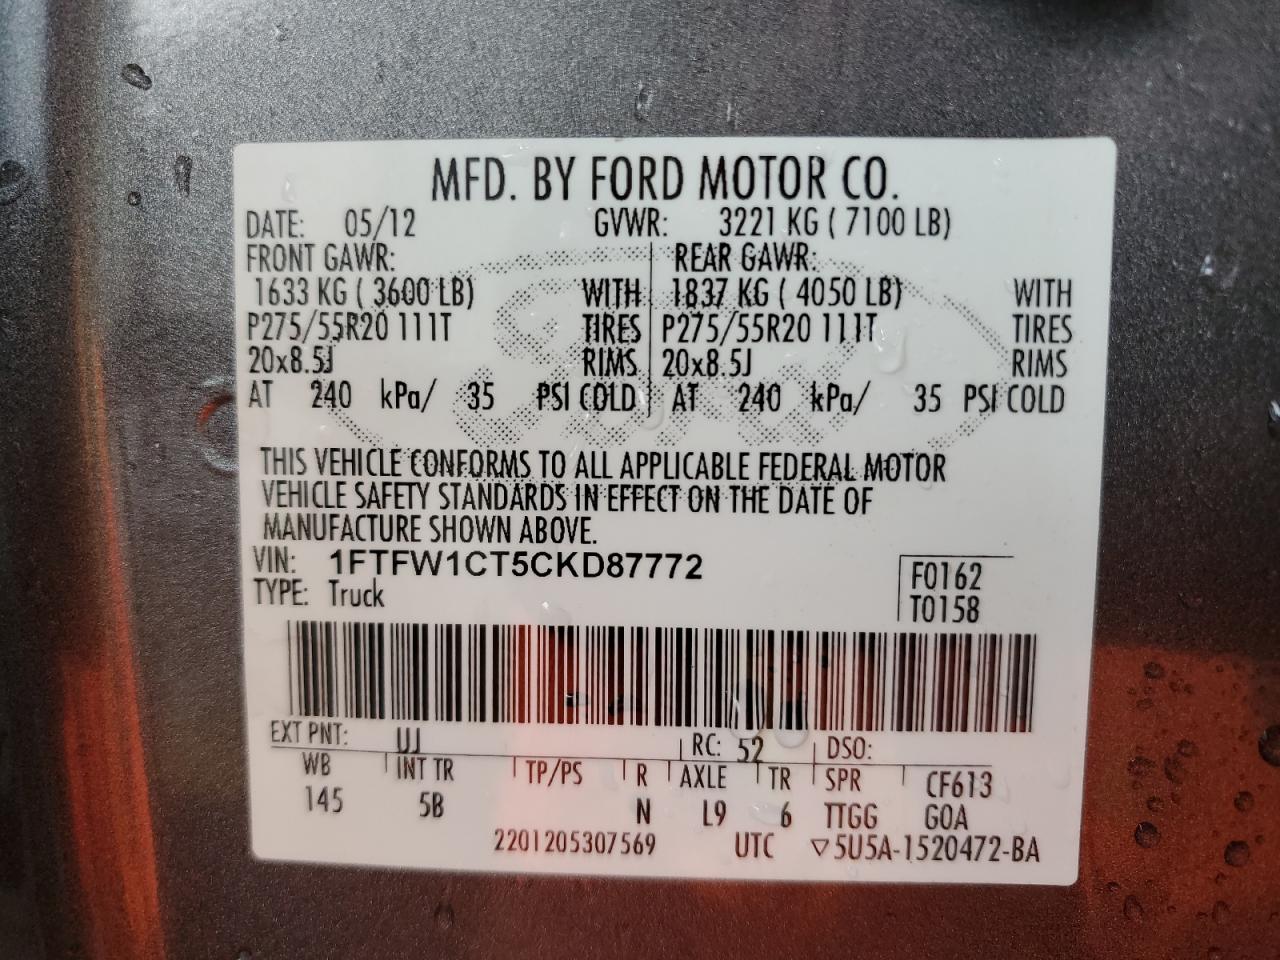 MFD. BY FORD MOTOR CO.
DATE: 05/12 GVWR: 3221 KG ( 7100 LB)
FRONT GAWR: REAR GAWR:
1633 KG ( 3600 LB) WITH 1837 KG ( 4050 LB) WITH
P275/55R20 111T TIRES P275/55R20 111T TIRES
20x8.5J RIMS 20x8.5J RIMS
AT 240 kPa/ 35 PSI COLD AT 240 kPa/ 35 PSI COLD
THIS VEHICLE CONFORMS TO ALL APPLICABLE FEDERAL MOTOR
VEHICLE SAFETY STANDARDS IN EFFECT ON THE DATE OF
MANUFACTURE SHOWN ABOVE.
VIN: 1FTFW1CT5CKD87772 F0162
TYPE: Truck T0158
EXT PNT: UJ RC: 52 DSO:
WB INT TR TP/PS R AXLE TR SPR CF613
145 5B N L9 6 TTGG GOA
2201205307569 UTC ▽5U5A-1520472-BA